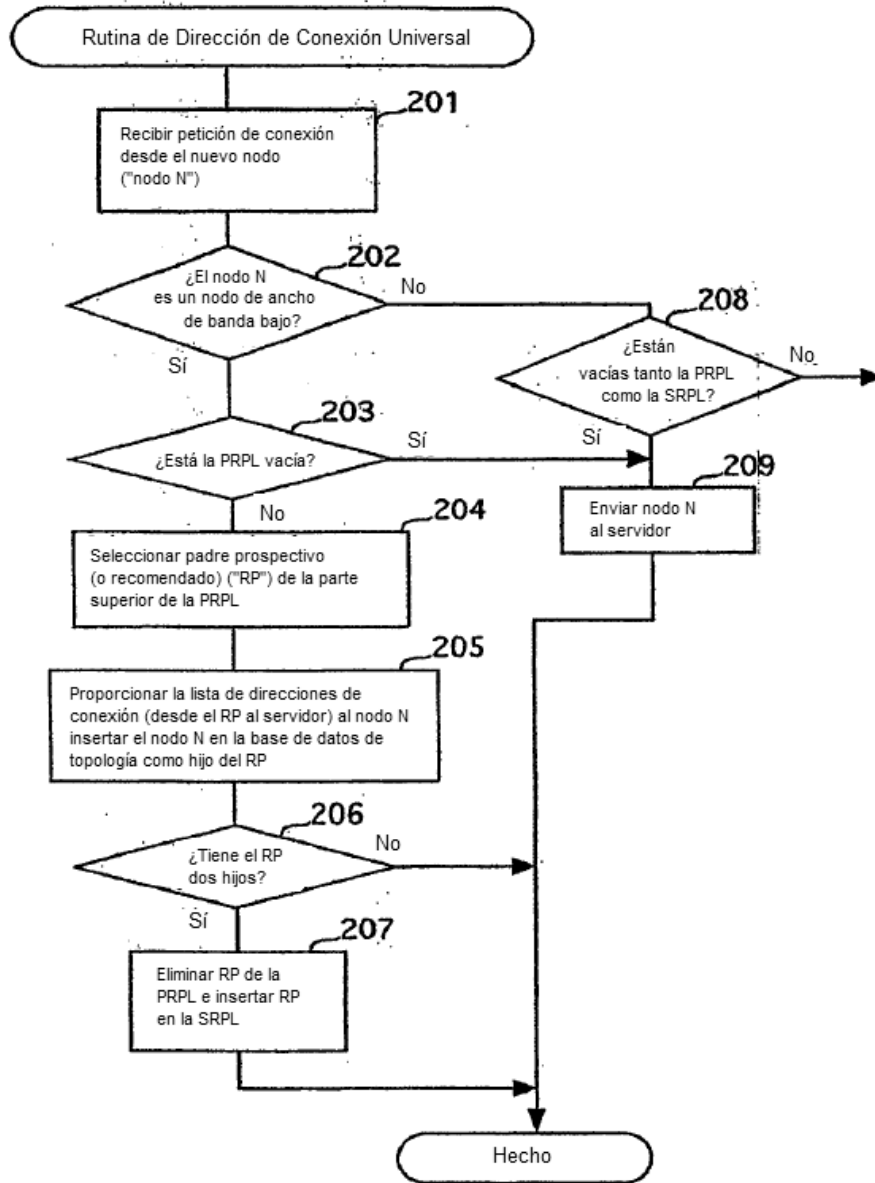 Rutina de Dirección de Conexión Universal
201
Recibir petición de conexión
desde el nuevo nodo
("nodo N")
202
¿El nodo N
es un nodo de ancho
de banda bajo?
No
Sí
208
¿Están
vacías tanto la PRPL
como la SRPL?
No
Sí
203
¿Está la PRPL vacía?
Sí
No
209
Enviar nodo N
al servidor
204
Seleccionar padre prospectivo
(o recomendado) ("RP") de la parte
superior de la PRPL
205
Proporcionar la lista de direcciones de
conexión (desde el RP al servidor) al nodo N
insertar el nodo N en la base de datos de
topología como hijo del RP
206
¿Tiene el RP
dos hijos?
No
Sí
207
Eliminar RP de la
PRPL e insertar RP
en la SRPL
Hecho